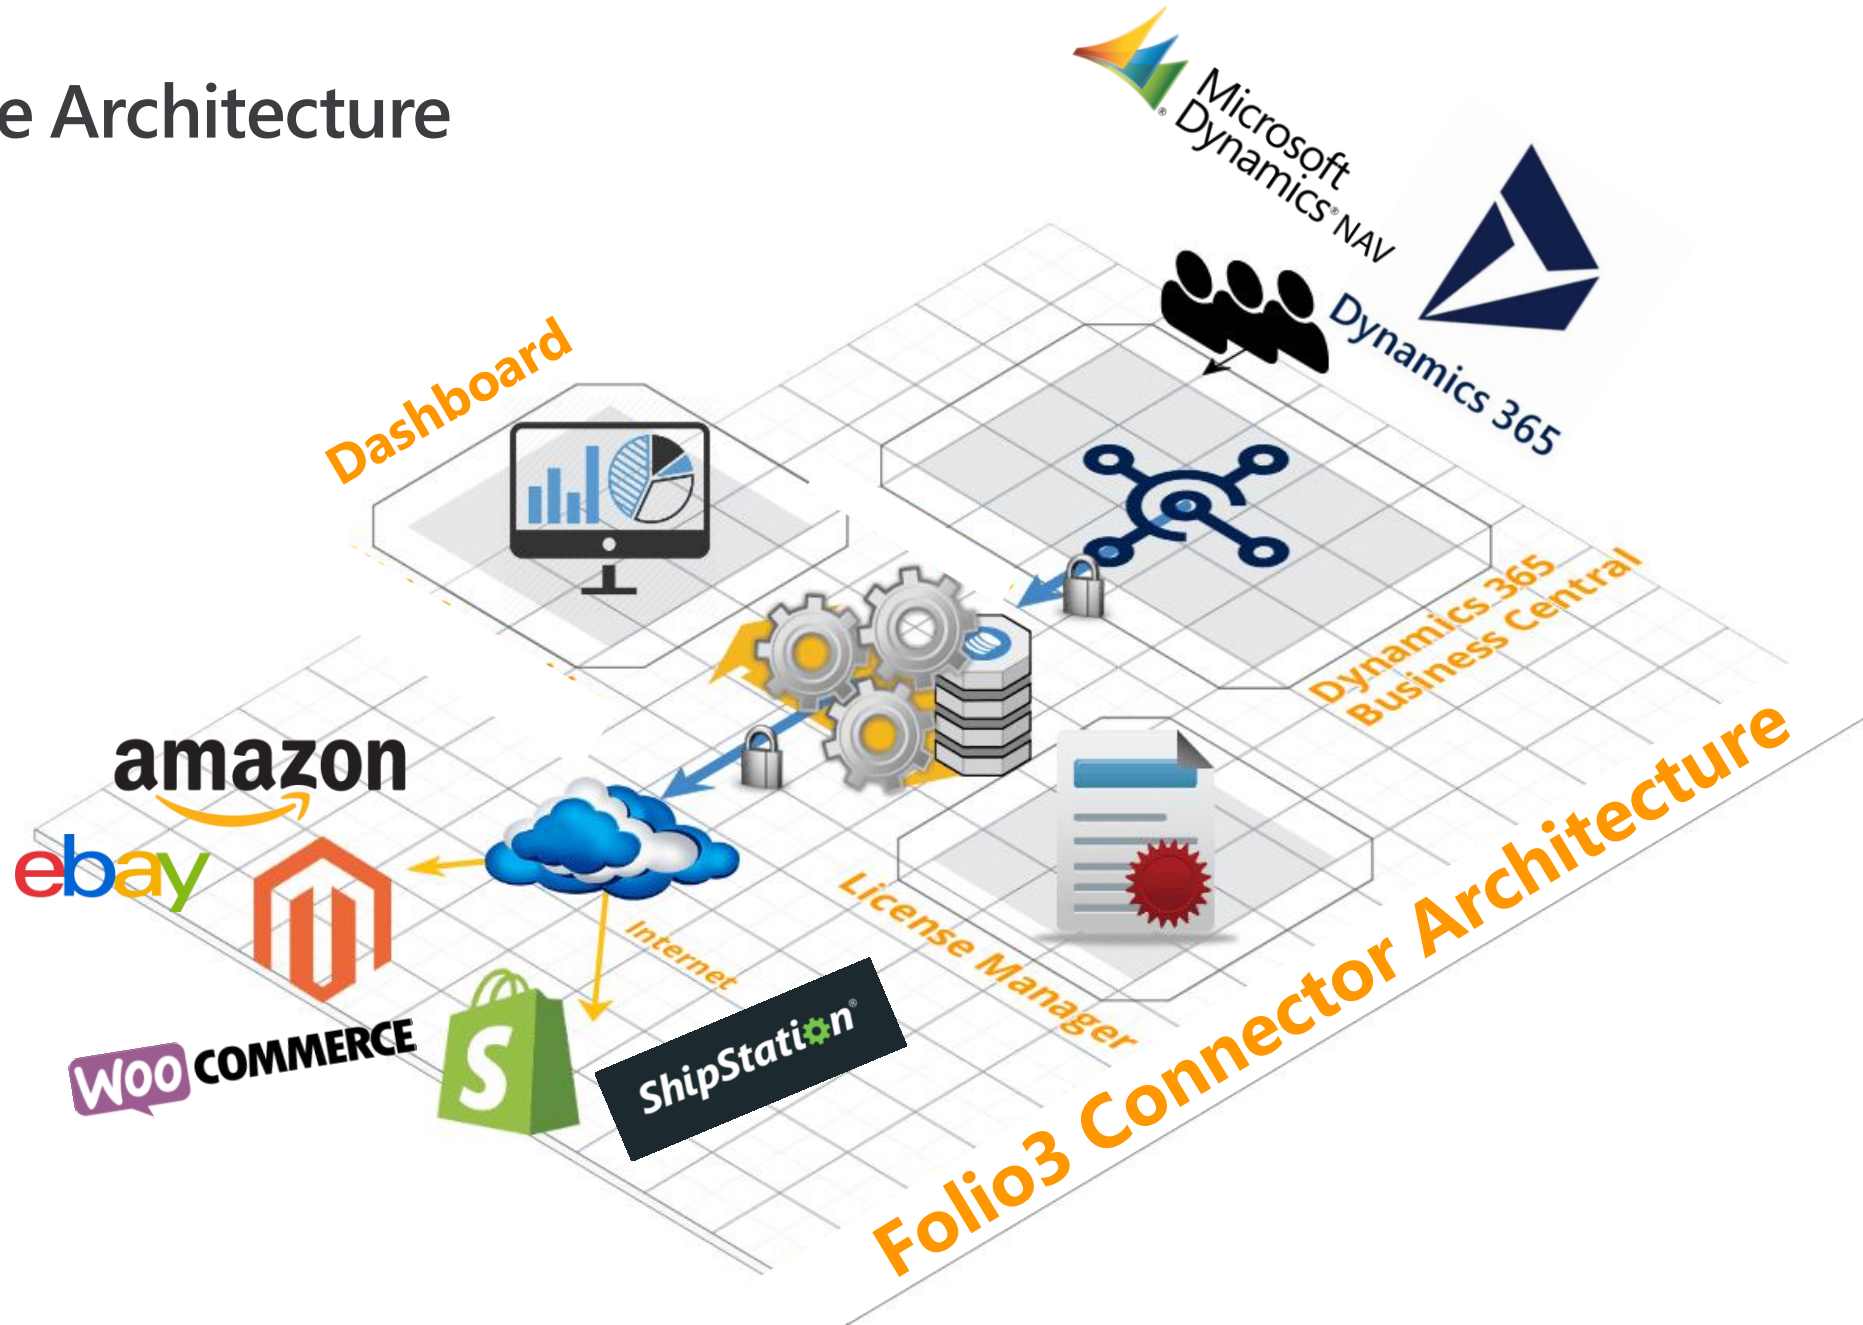 e Architecture
Microsoft
Dynamics® NAV
Dynamics 365
Dashboard
Dynamics 365
Business Central
amazon
ebay
Internet
License Manager
WOO COMMERCE
S
ShipStation®
Folio3 Connector Architecture